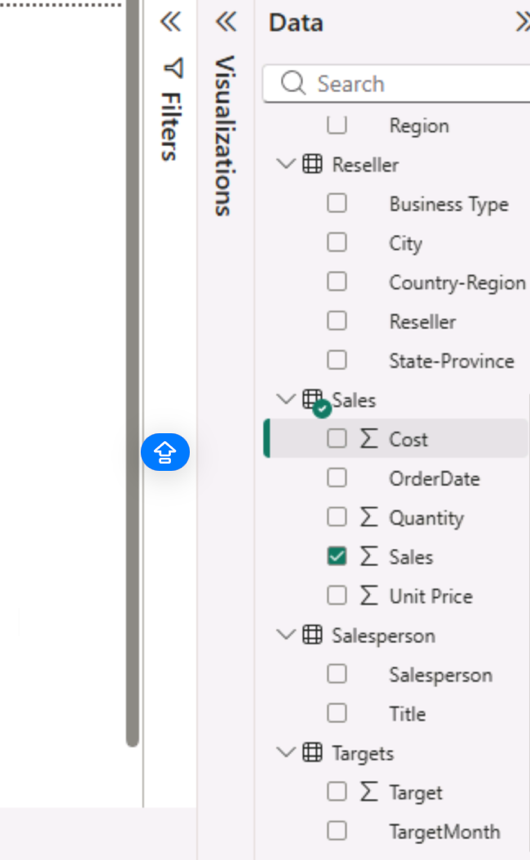 Data
Filters
Visualizations
Search
Region
Reseller
Business Type
City
Country-Region
Reseller
State-Province
Sales
Σ Cost
OrderDate
Σ Quantity
Σ Sales
Σ Unit Price
Salesperson
Salesperson
Title
Targets
Σ Target
TargetMonth